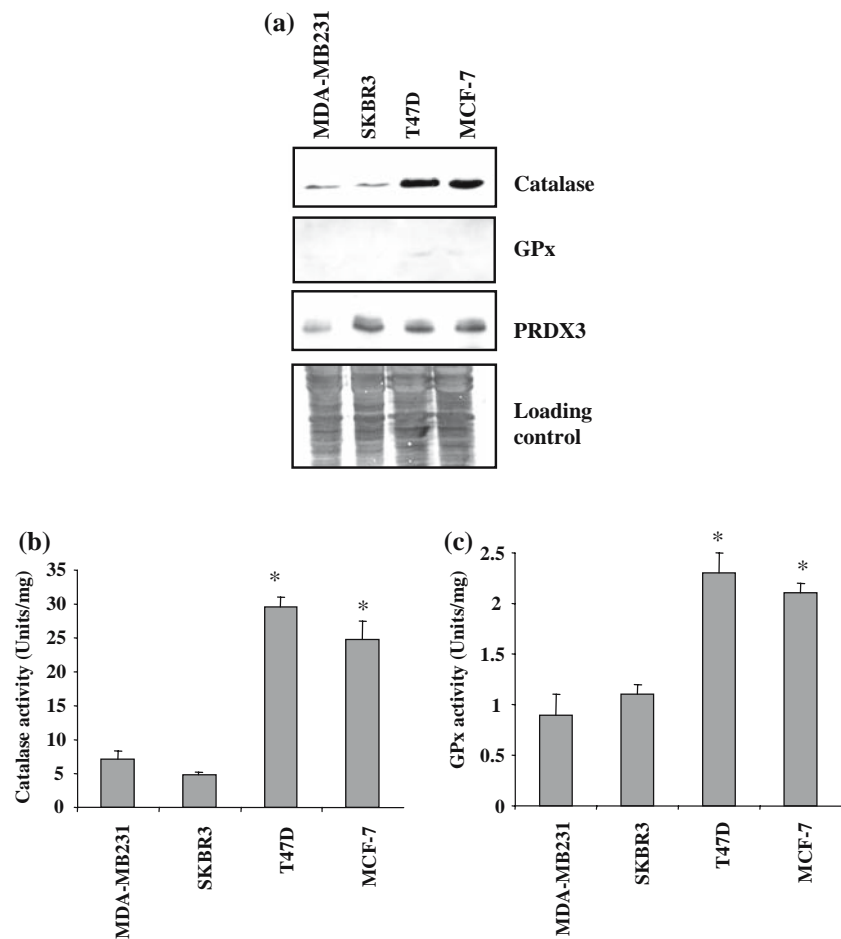 (a)
MDA-MB231
SKBR3
T47D
MCF-7
Catalase
GPx
PRDX3
Loading
control
(b)
Catalase activity (Units/mg)
35
30
25
20
15
10
5
0
*
*
MDA-MB231
SKBR3
T47D
MCF-7
(c)
GPx activity (Units/mg)
2.5
2
1.5
1
0.5
0
*
*
MDA-MB231
SKBR3
T47D
MCF-7